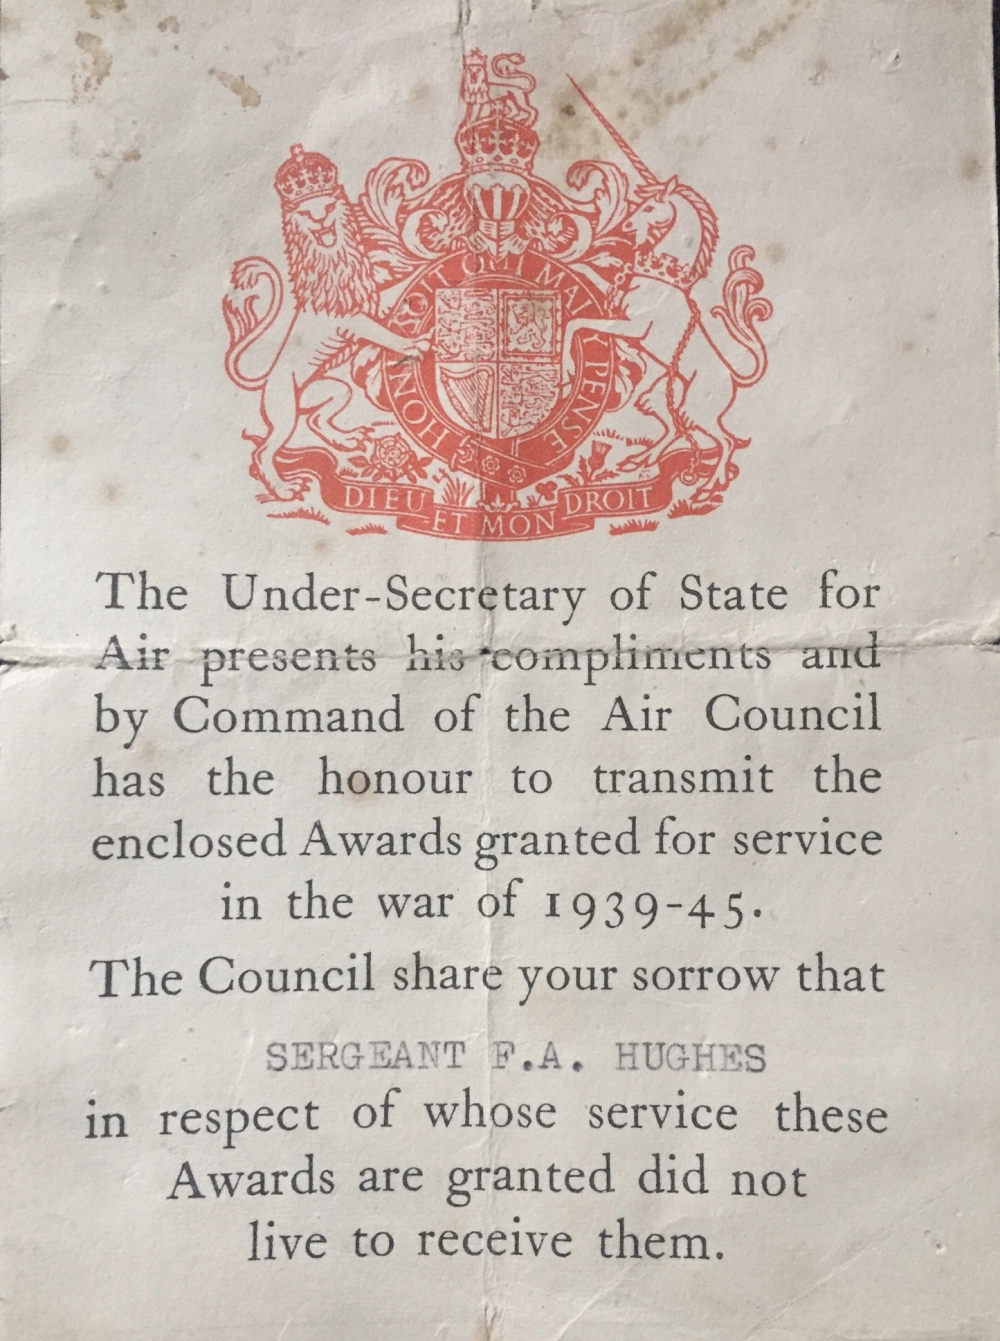 HONI SOIT QUI MAL Y PENSE
DIEU ET MON DROIT
The Under-Secretary of State for
Air presents his compliments and
by Command of the Air Council
has the honour to transmit the
enclosed Awards granted for service
in the war of 1939-45.
The Council share your sorrow that
SERGEANT F.A. HUGHES
in respect of whose service these
Awards are granted did not
live to receive them.